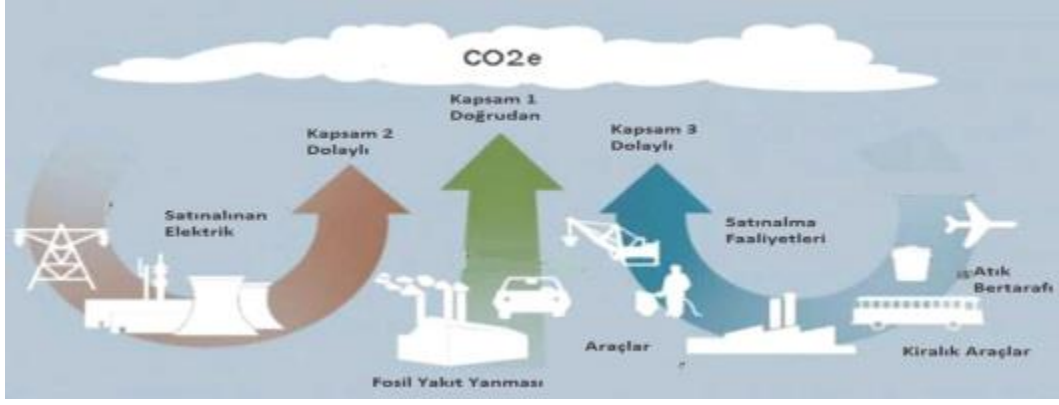 CO2e
Kapsam 1
Doğrudan
Kapsam 2
Dolaylı
Kapsam 3
Dolaylı
Satınalınan
Elektrik
Satınalma
Faaliyetleri
Atık
Bertarafı
Araçlar
Kiralık Araçlar
Fosil Yakıt Yanması